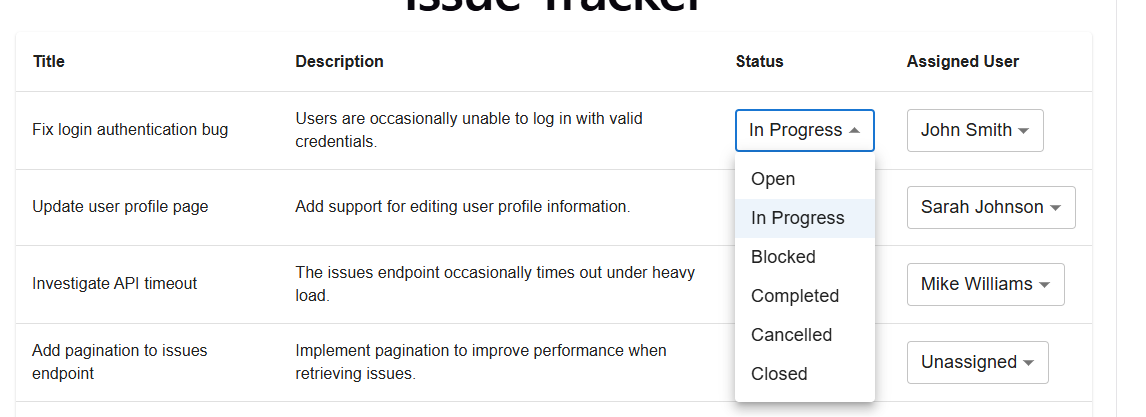 Issue Tracker
Title Description Status Assigned User
Fix login authentication bug
Users are occasionally unable to log in with valid
credentials.
In Progress
John Smith
Open
In Progress
Blocked
Completed
Cancelled
Closed
Update user profile page
Add support for editing user profile information.
Sarah Johnson
Investigate API timeout
The issues endpoint occasionally times out under heavy
load.
Mike Williams
Add pagination to issues
endpoint
Implement pagination to improve performance when
retrieving issues.
Unassigned